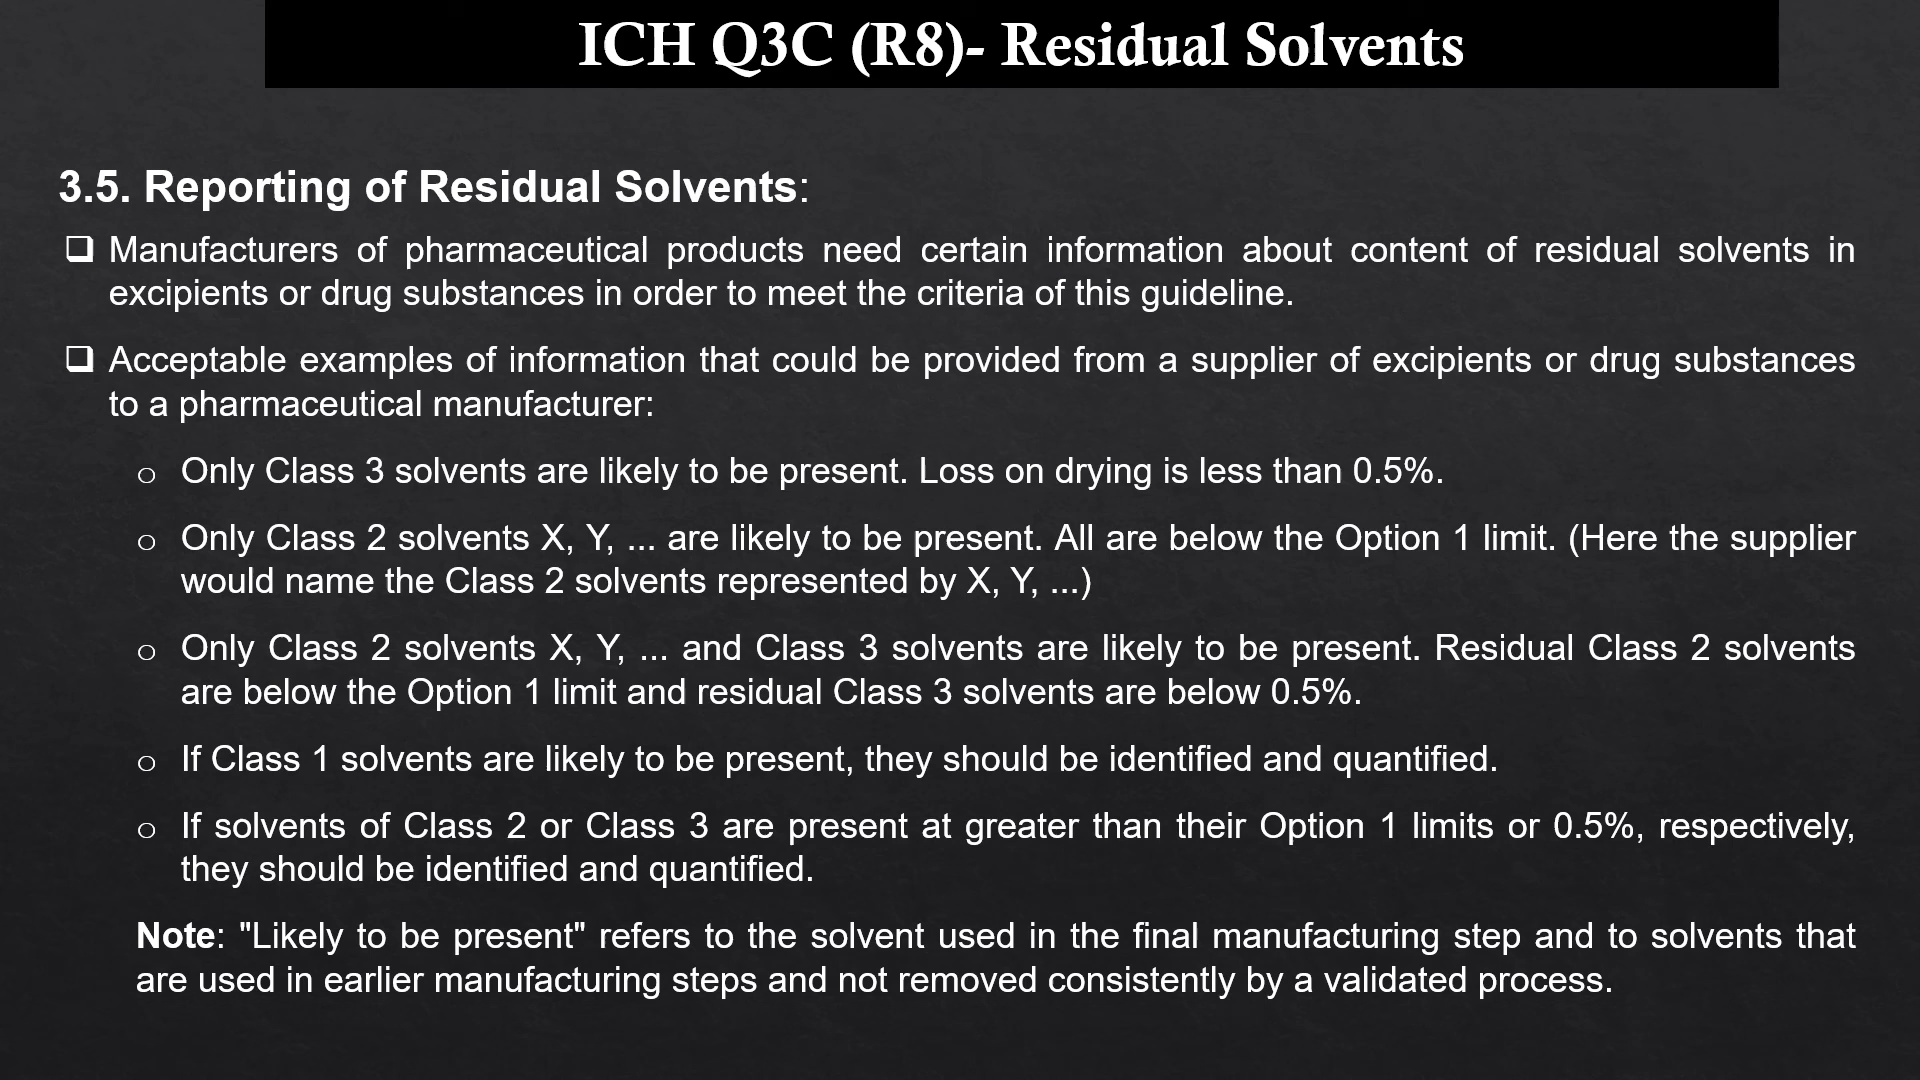 ICH Q3C (R8)- Residual Solvents
3.5. Reporting of Residual Solvents:
❑ Manufacturers of pharmaceutical products need certain information about content of residual solvents in
excipients or drug substances in order to meet the criteria of this guideline.
❑ Acceptable examples of information that could be provided from a supplier of excipients or drug substances
to a pharmaceutical manufacturer:
o Only Class 3 solvents are likely to be present. Loss on drying is less than 0.5%.
o Only Class 2 solvents X, Y, ... are likely to be present. All are below the Option 1 limit. (Here the supplier
would name the Class 2 solvents represented by X, Y, ...)
o Only Class 2 solvents X, Y, ... and Class 3 solvents are likely to be present. Residual Class 2 solvents
are below the Option 1 limit and residual Class 3 solvents are below 0.5%.
o If Class 1 solvents are likely to be present, they should be identified and quantified.
o If solvents of Class 2 or Class 3 are present at greater than their Option 1 limits or 0.5%, respectively,
they should be identified and quantified.
Note: "Likely to be present" refers to the solvent used in the final manufacturing step and to solvents that
are used in earlier manufacturing steps and not removed consistently by a validated process.